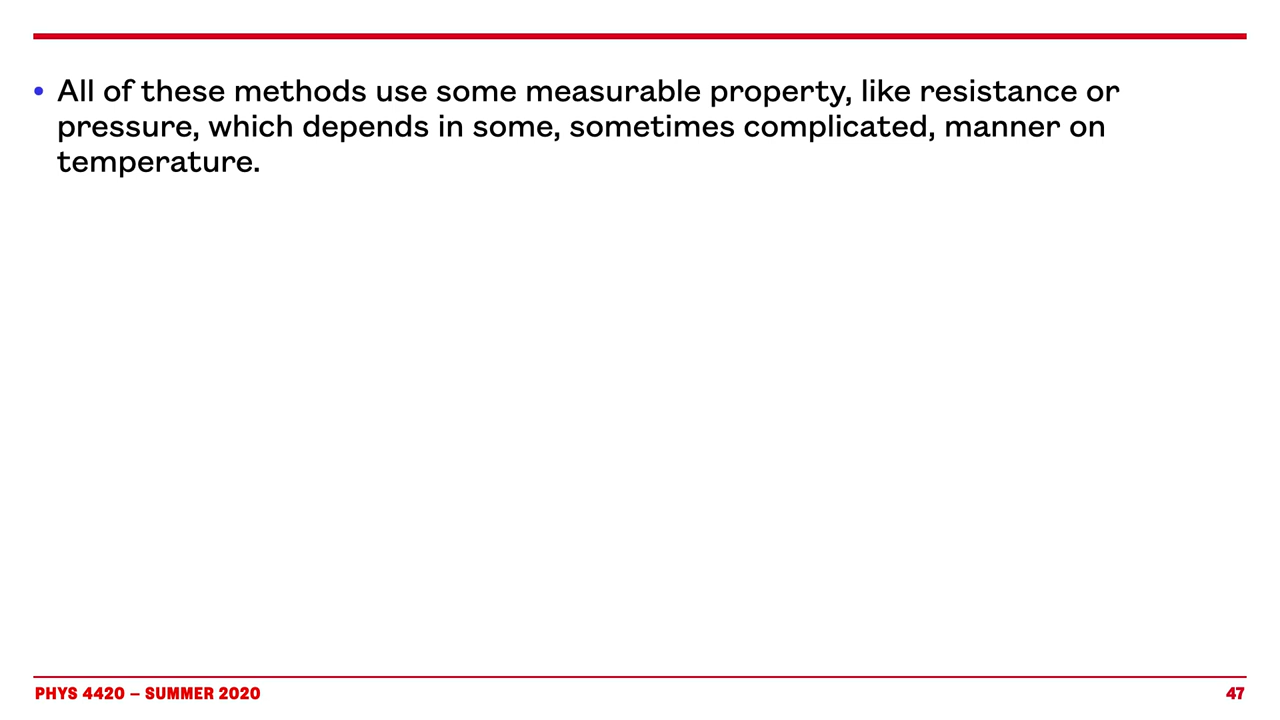 • All of these methods use some measurable property, like resistance or
pressure, which depends in some, sometimes complicated, manner on
temperature.
PHYS 4420 – SUMMER 2020
47